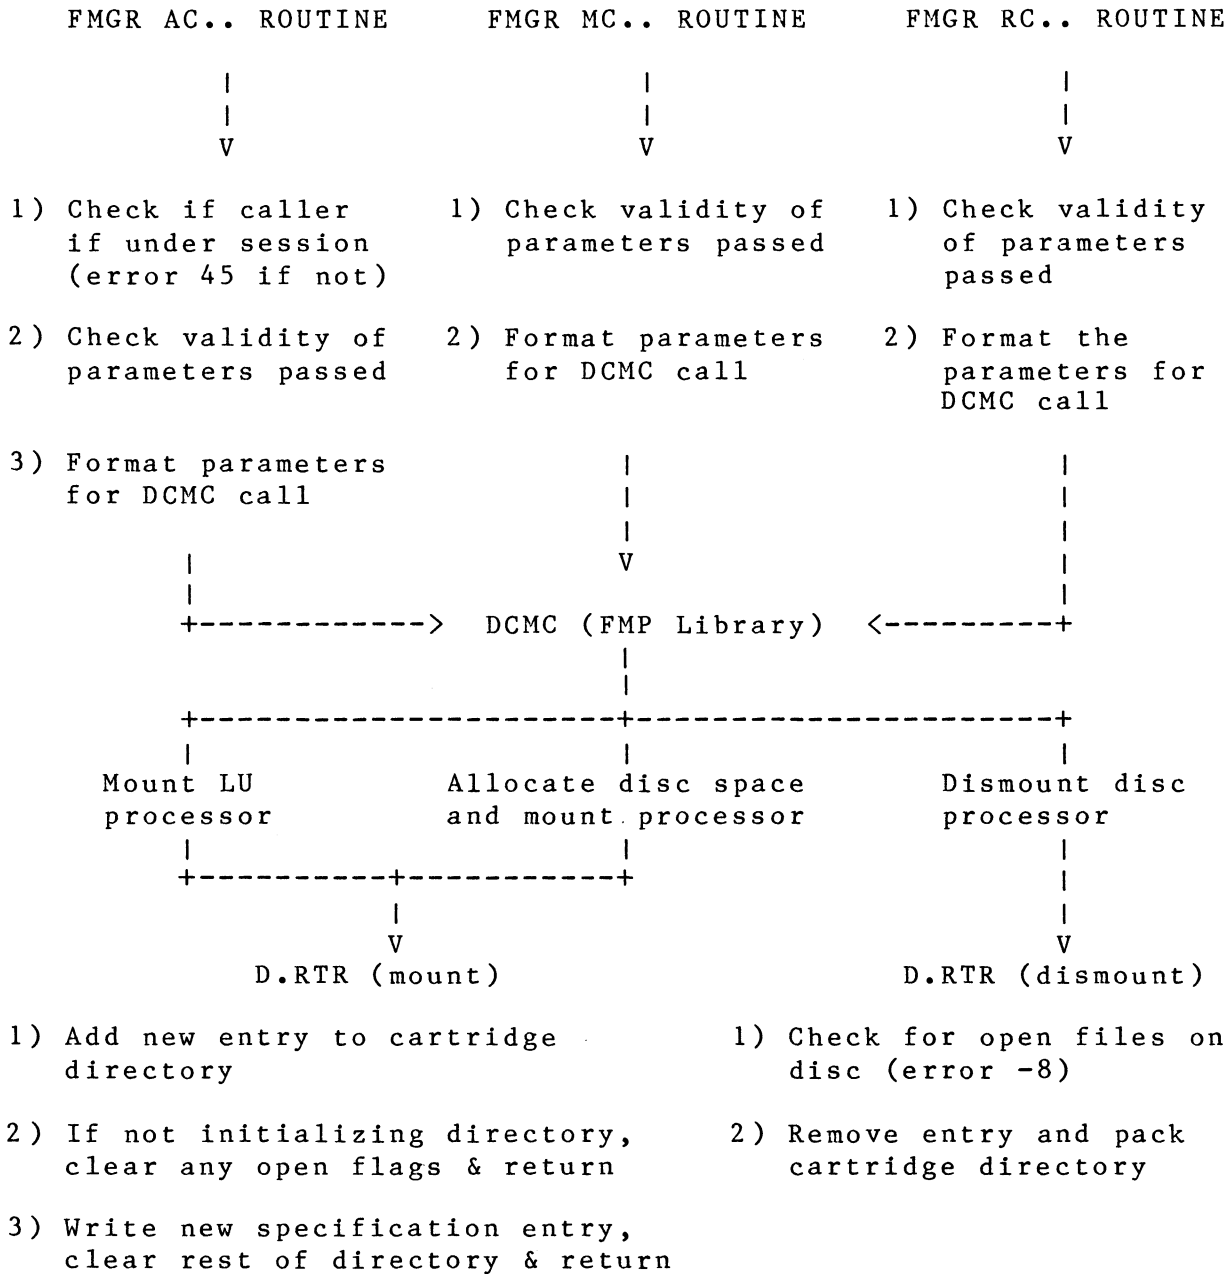 FMGR AC.. ROUTINE FMGR MC.. ROUTINE FMGR RC.. ROUTINE
1) Check if caller
if under session
(error 45 if not)
2) Check validity of
parameters passed
3) Format parameters
for DCMC call
1) Check validity of
parameters passed
2) Format parameters
for DCMC call
1) Check validity
of parameters
passed
2) Format the
parameters for
DCMC call
DCMC (FMP Library)
Mount LU
processor
Allocate disc space
and mount processor
Dismount disc
processor
D.RTR (mount)
1) Add new entry to cartridge
directory
2) If not initializing directory,
clear any open flags & return
3) Write new specification entry,
clear rest of directory & return
D.RTR (dismount)
1) Check for open files on
disc (error -8)
2) Remove entry and pack
cartridge directory